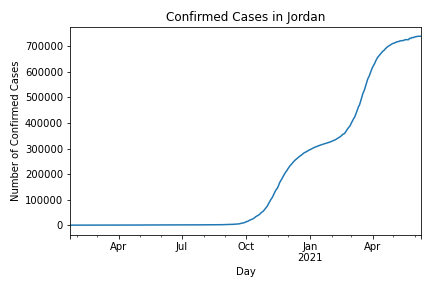 Confirmed Cases in Jordan
Number of Confirmed Cases
700000
600000
500000
400000
300000
200000
100000
0
Apr
Jul
Oct
Jan
2021
Apr
Day